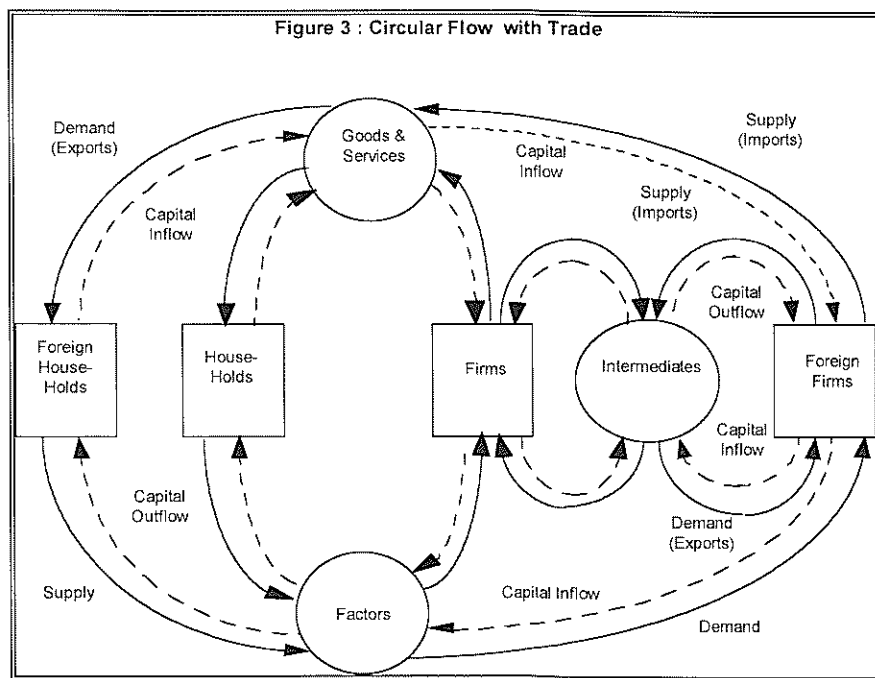 Figure 3 : Circular Flow with Trade
Demand
(Exports)
Goods &
Services
Supply
(Imports)
Capital
Inflow
Capital
Inflow
Supply
(Imports)
Foreign
House-
Holds
House-
Holds
Firms
Intermediates
Capital
Outflow
Foreign
Firms
Capital
Inflow
Capital
Outflow
Demand
(Exports)
Supply
Factors
Capital Inflow
Demand